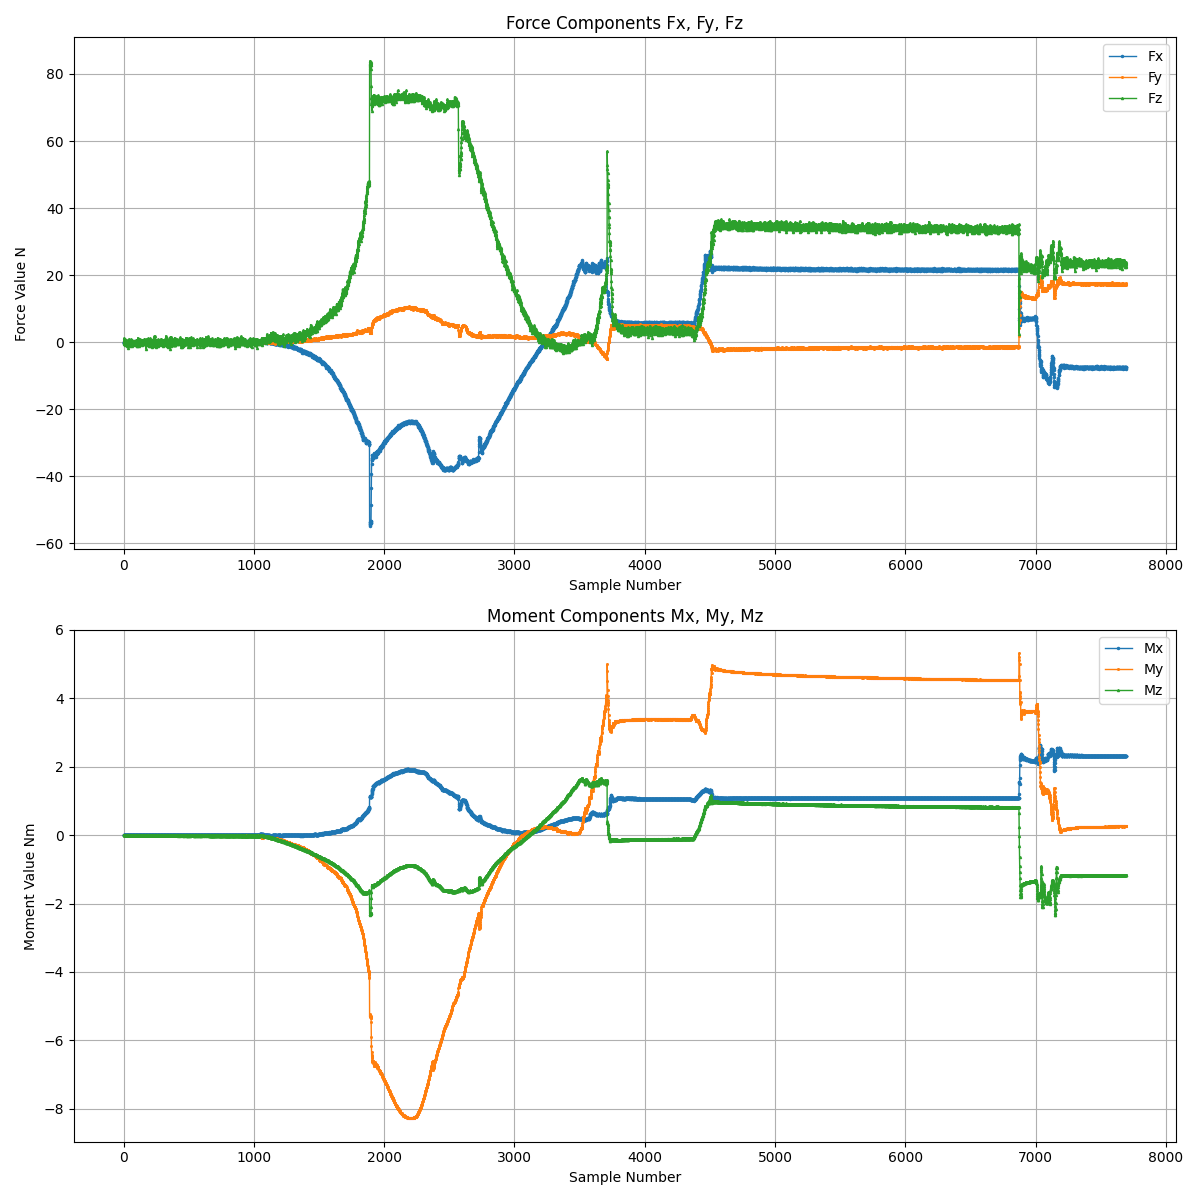 Force Components Fx, Fy, Fz
Force Value N
80
60
40
20
0
−20
−40
−60
Fx
Fy
Fz
0 1000 2000 3000 4000 5000 6000 7000 8000
Sample Number
Moment Components Mx, My, Mz
Moment Value Nm
6
4
2
0
−2
−4
−6
−8
Mx
My
Mz
0 1000 2000 3000 4000 5000 6000 7000 8000
Sample Number